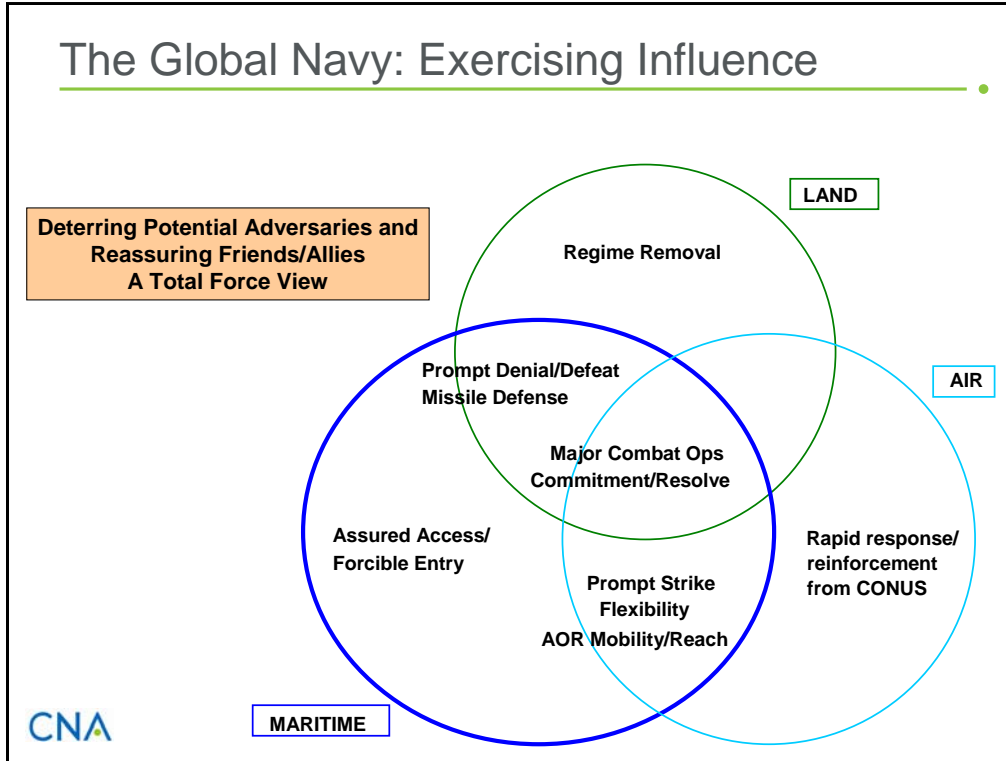 The Global Navy: Exercising Influence
LAND
Deterring Potential Adversaries and
Reassuring Friends/Allies
A Total Force View
Regime Removal
Prompt Denial/Defeat
Missile Defense
AIR
Major Combat Ops
Commitment/Resolve
Assured Access/
Forcible Entry
Rapid response/
reinforcement
from CONUS
Prompt Strike
Flexibility
AOR Mobility/Reach
MARITIME
CNA